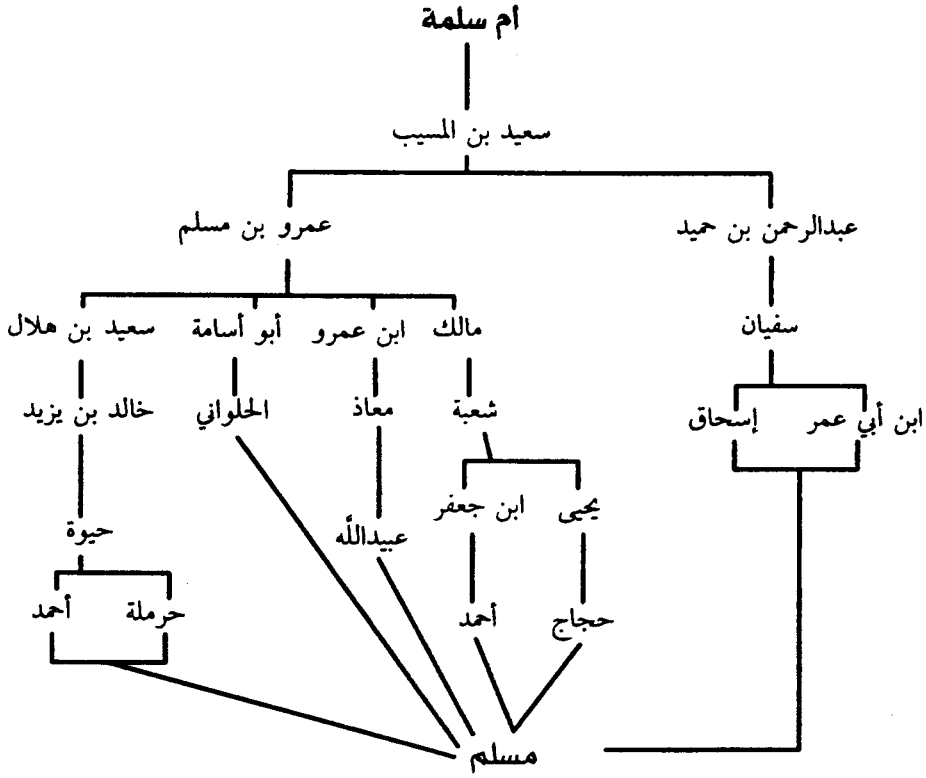 أم سلمة
سعيد بن المسيب
عبدالرحمن بن حميد
عمرو بن مسلم
سفيان
مالك
ابن عمرو
أبو أسامة
سعيد بن هلال
ابن أبي عمر
إسحاق
شعبة
معاذ
الحلواني
خالد بن يزيد
يحيى
ابن جعفر
عبيدالله
حيوة
حجاج
أحمد
حرملة
أحمد
مسلم